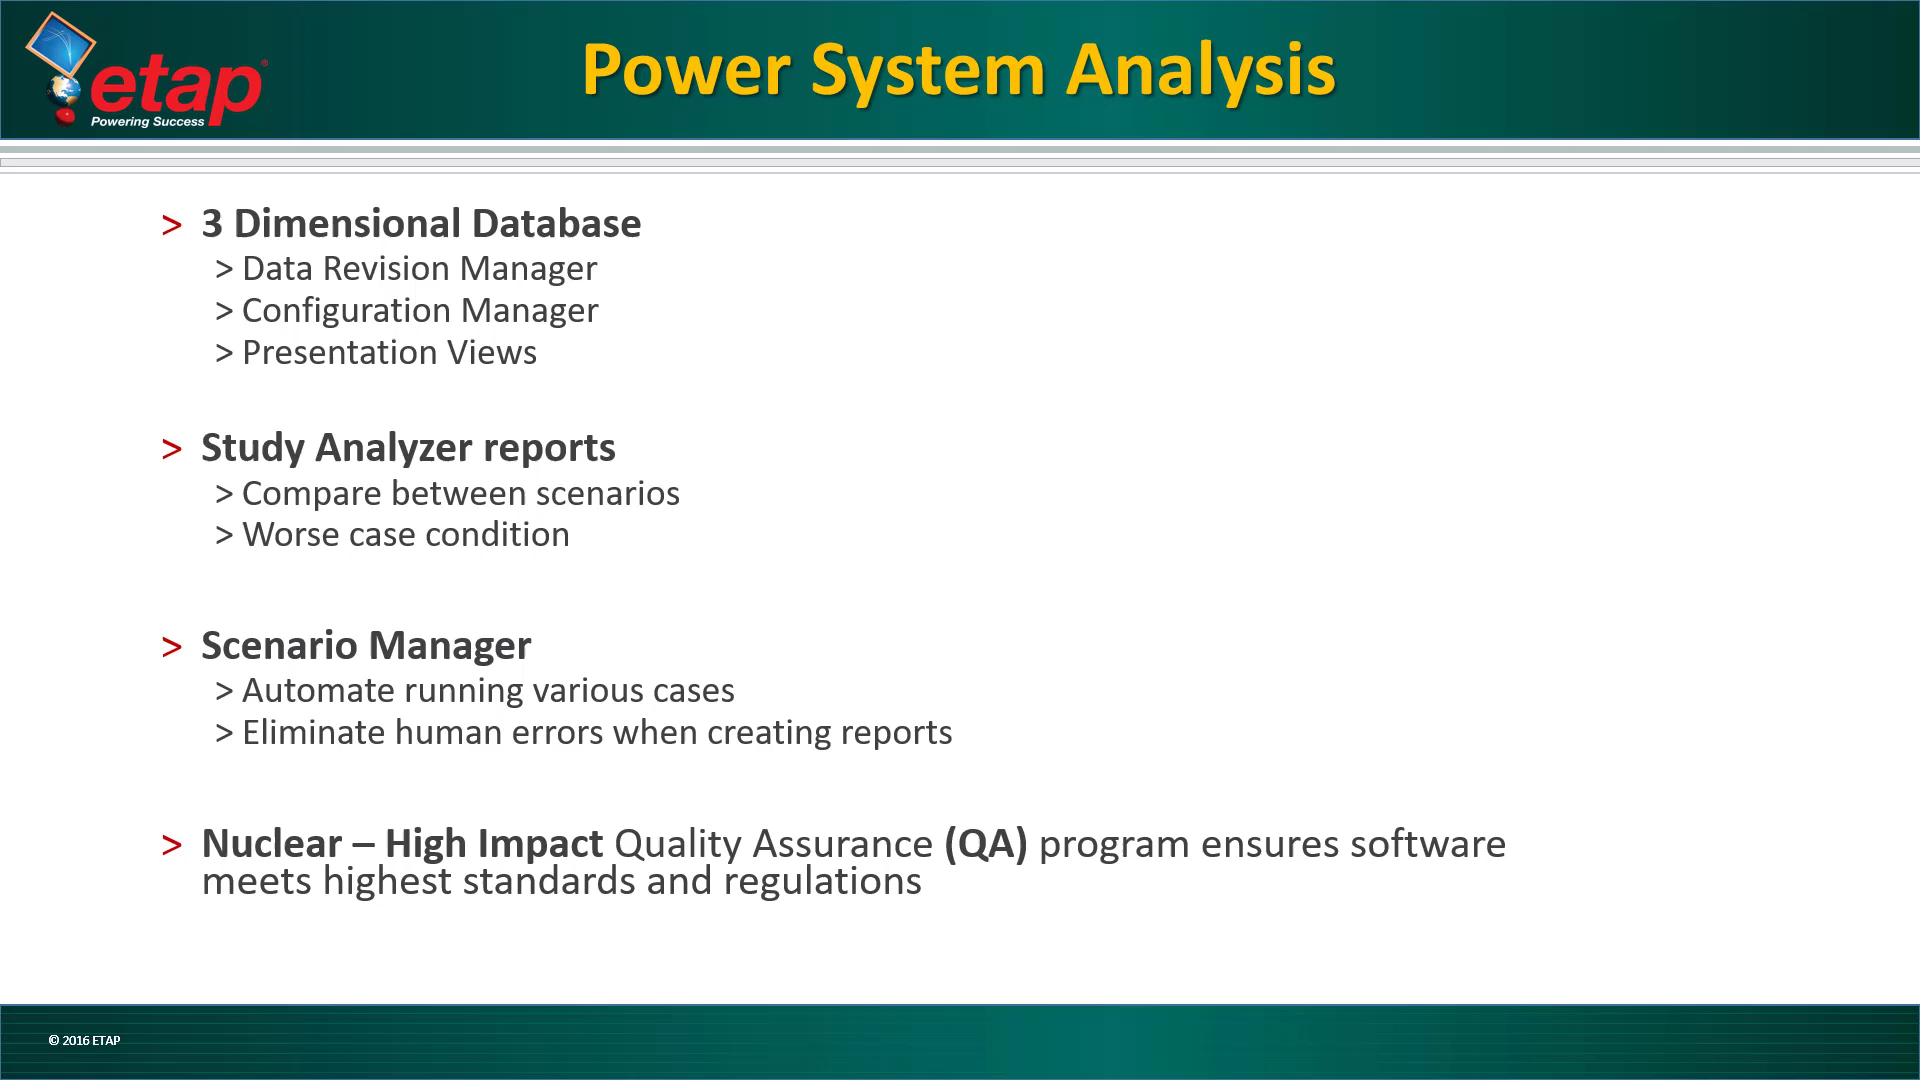 etap®
Powering Success
Power System Analysis
> 3 Dimensional Database
> Data Revision Manager
> Configuration Manager
> Presentation Views
> Study Analyzer reports
> Compare between scenarios
> Worse case condition
> Scenario Manager
> Automate running various cases
> Eliminate human errors when creating reports
> Nuclear – High Impact Quality Assurance (QA) program ensures software
meets highest standards and regulations
© 2016 ETAP